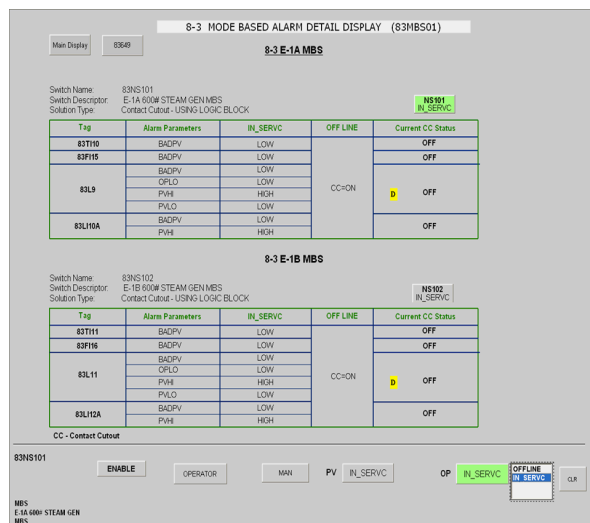 8-3 MODE BASED ALARM DETAIL DISPLAY (83MBS01)
Main Display 83649
8-3 E-1A MBS
Switch Name: 83NS101
Switch Descriptor: E-1A 600# STEAM GEN MBS
Solution Type: Contact Cutout - USING LOGIC BLOCK
NS101
IN_SERVC
Tag Alarm Parameters IN_SERVC OFF LINE Current CC Status
83TI10 BADPV LOW OFF
83FI15 BADPV LOW OFF
BADPV LOW
OPLO LOW
83L9 CC=ON D OFF
PVHI HIGH
PVLO LOW
83LI10A BADPV LOW OFF
PVHI HIGH
8-3 E-1B MBS
Switch Name: 83NS102
Switch Descriptor: E-1B 600# STEAM GEN MBS
Solution Type: Contact Cutout - USING LOGIC BLOCK
NS102
IN_SERVC
Tag Alarm Parameters IN_SERVC OFF LINE Current CC Status
83TI11 BADPV LOW OFF
83FI16 BADPV LOW OFF
BADPV LOW
OPLO LOW
83L11 CC=ON D OFF
PVHI HIGH
PVLO LOW
83LI12A BADPV LOW OFF
PVHI HIGH
CC - Contact Cutout
83NS101
ENABLE OPERATOR MAN PV IN_SERVC OP IN_SERVC OFFLINE CLR
IN SERVC
MBS
E-1A 600# STEAM GEN
MBS